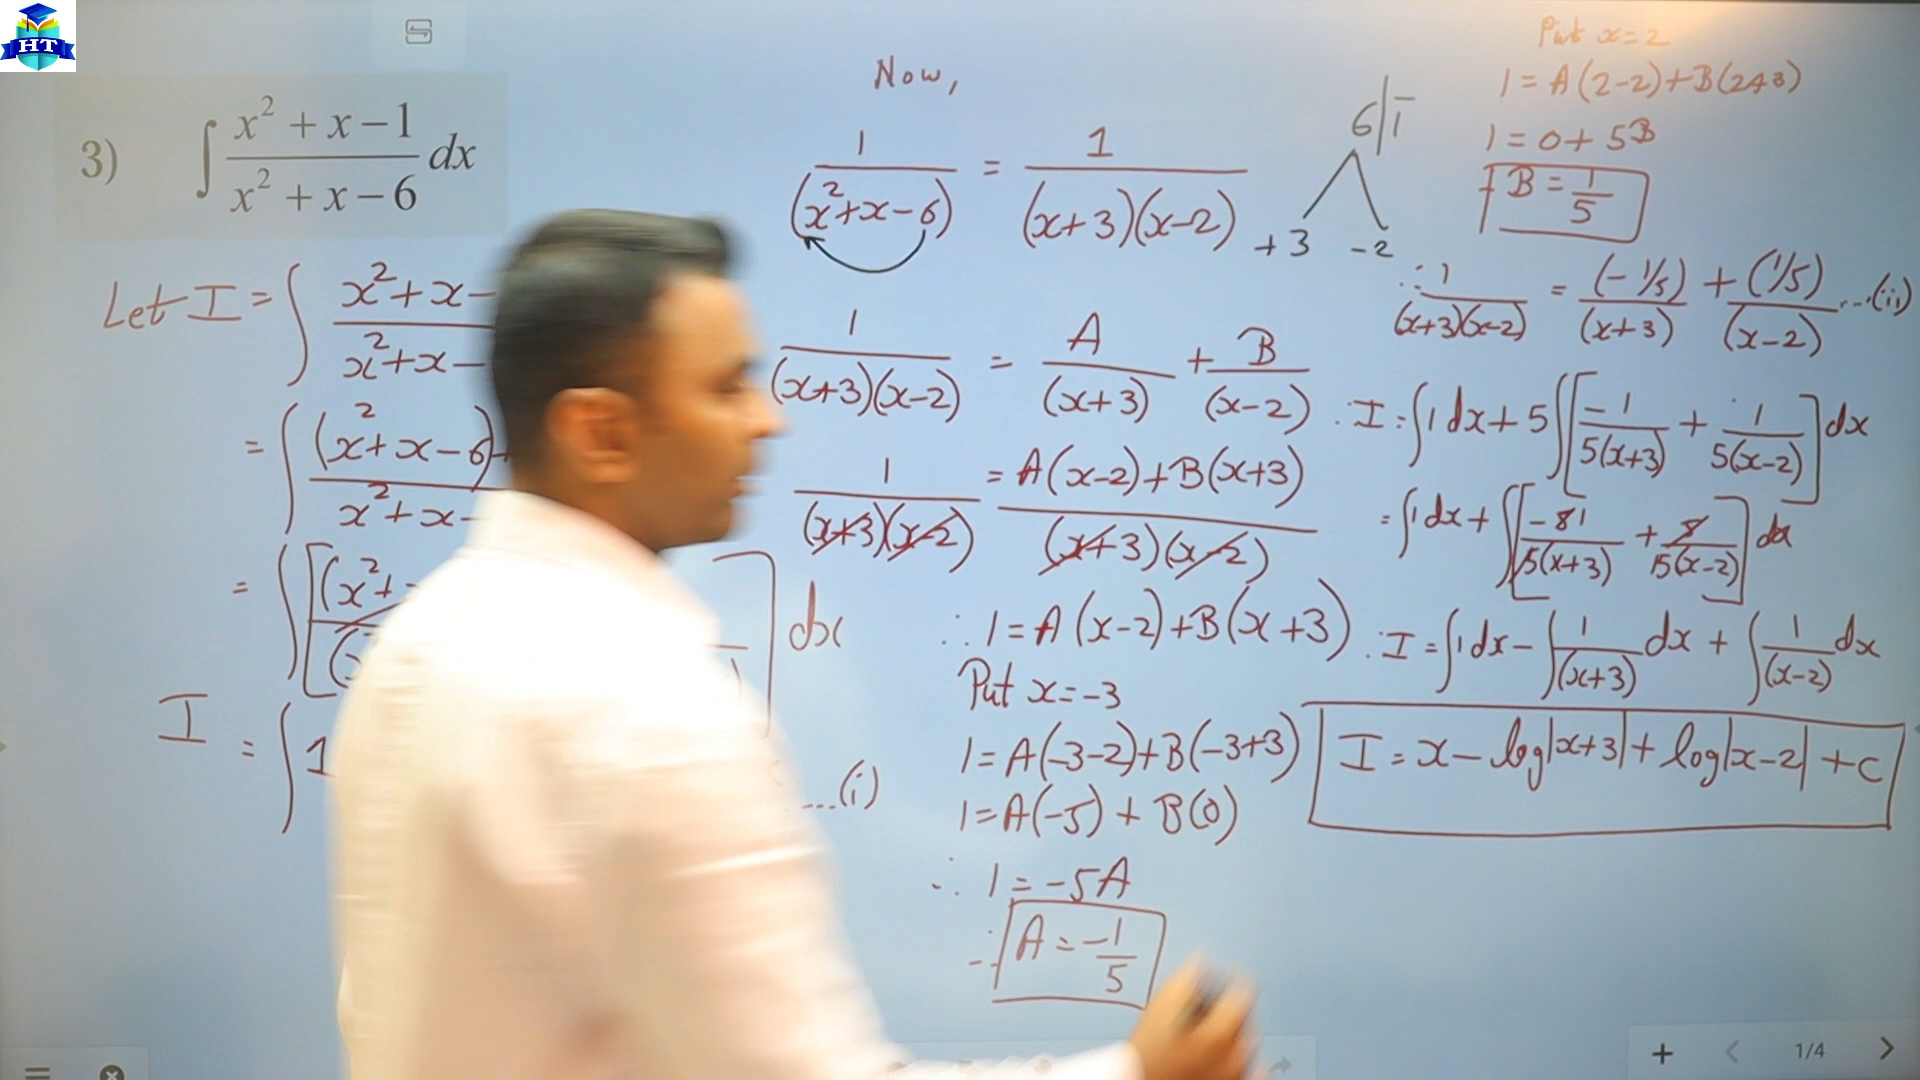 HT
3) ∫ x² + x − 1 / x² + x − 6 dx
Let I = ∫ x² + x −
x² + x −
= ∫ (x² + x − 6)
x² + x −
= ∫ [ (x² +
] dx
I = ∫ 1
....(i)
Now,
1 / (x² + x − 6) = 1 / (x+3)(x−2)
6 | 1
+3 −2
1 / (x+3)(x−2) = A / (x+3) + B / (x−2)
1 / (x+3)(x−2) = A(x−2)+B(x+3) / (x+3)(x−2)
∴ 1 = A(x−2)+B(x+3)
Put x = −3
1 = A(−3−2)+B(−3+3)
1 = A(−5) + B(0)
∴ 1 = −5A
∴ A = −1/5
Put x = 2
1 = A(2−2)+B(2+3)
1 = 0 + 5B
B = 1/5
∴ 1 / (x+3)(x−2) = (−1/5) / (x+3) + (1/5) / (x−2) ....(ii)
∴ I = ∫ 1 dx + 5 ∫ [ −1 / 5(x+3) + 1 / 5(x−2) ] dx
= ∫ 1 dx + ∫ [ / 5(x+3) + / 5(x−2) ] dx
∴ I = ∫ 1 dx − ∫ 1 / (x+3) dx + ∫ 1 / (x−2) dx
I = x − log|x+3| + log|x−2| + c
1/4